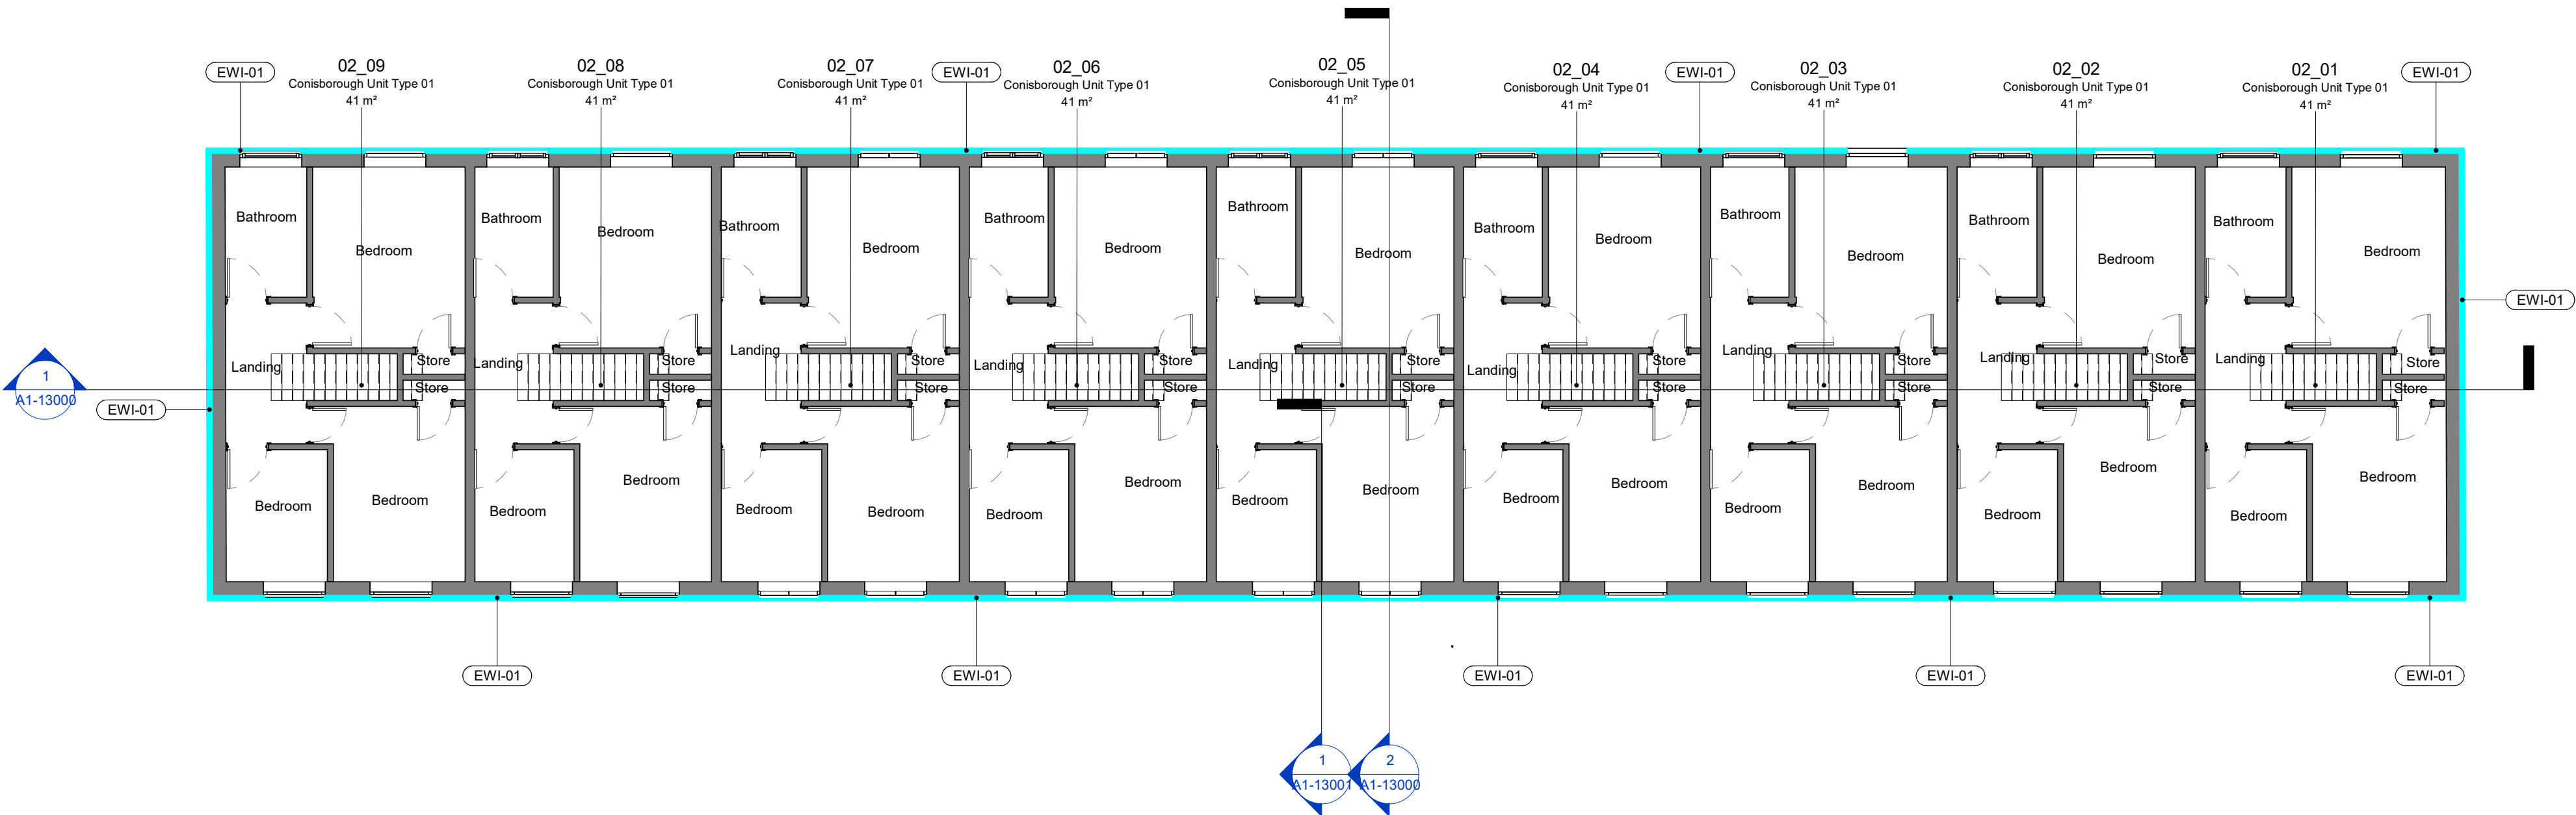 02_09
Conisborough Unit Type 01
41 m²
02_08
Conisborough Unit Type 01
41 m²
02_07
Conisborough Unit Type 01
41 m²
02_06
Conisborough Unit Type 01
41 m²
02_05
Conisborough Unit Type 01
41 m²
02_04
Conisborough Unit Type 01
41 m²
02_03
Conisborough Unit Type 01
41 m²
02_02
Conisborough Unit Type 01
41 m²
02_01
Conisborough Unit Type 01
41 m²
EWI-01
EWI-01
EWI-01
EWI-01
Bathroom
Bedroom
Landing
Store
Store
Bedroom
Bedroom
Bathroom
Bedroom
Landing
Store
Store
Bedroom
Bedroom
Bathroom
Bedroom
Landing
Store
Store
Bedroom
Bedroom
Bathroom
Bedroom
Landing
Store
Store
Bedroom
Bedroom
Bathroom
Bedroom
Landing
Store
Store
Bedroom
Bedroom
Bathroom
Bedroom
Landing
Store
Store
Bedroom
Bedroom
Bathroom
Bedroom
Landing
Store
Store
Bedroom
Bedroom
Bathroom
Bedroom
Landing
Store
Store
Bedroom
Bedroom
Bathroom
Bedroom
Landing
Store
Store
Bedroom
Bedroom
EWI-01
1
A1-13000
EWI-01
EWI-01
EWI-01
EWI-01
EWI-01
EWI-01
1
A1-13001
2
A1-13000